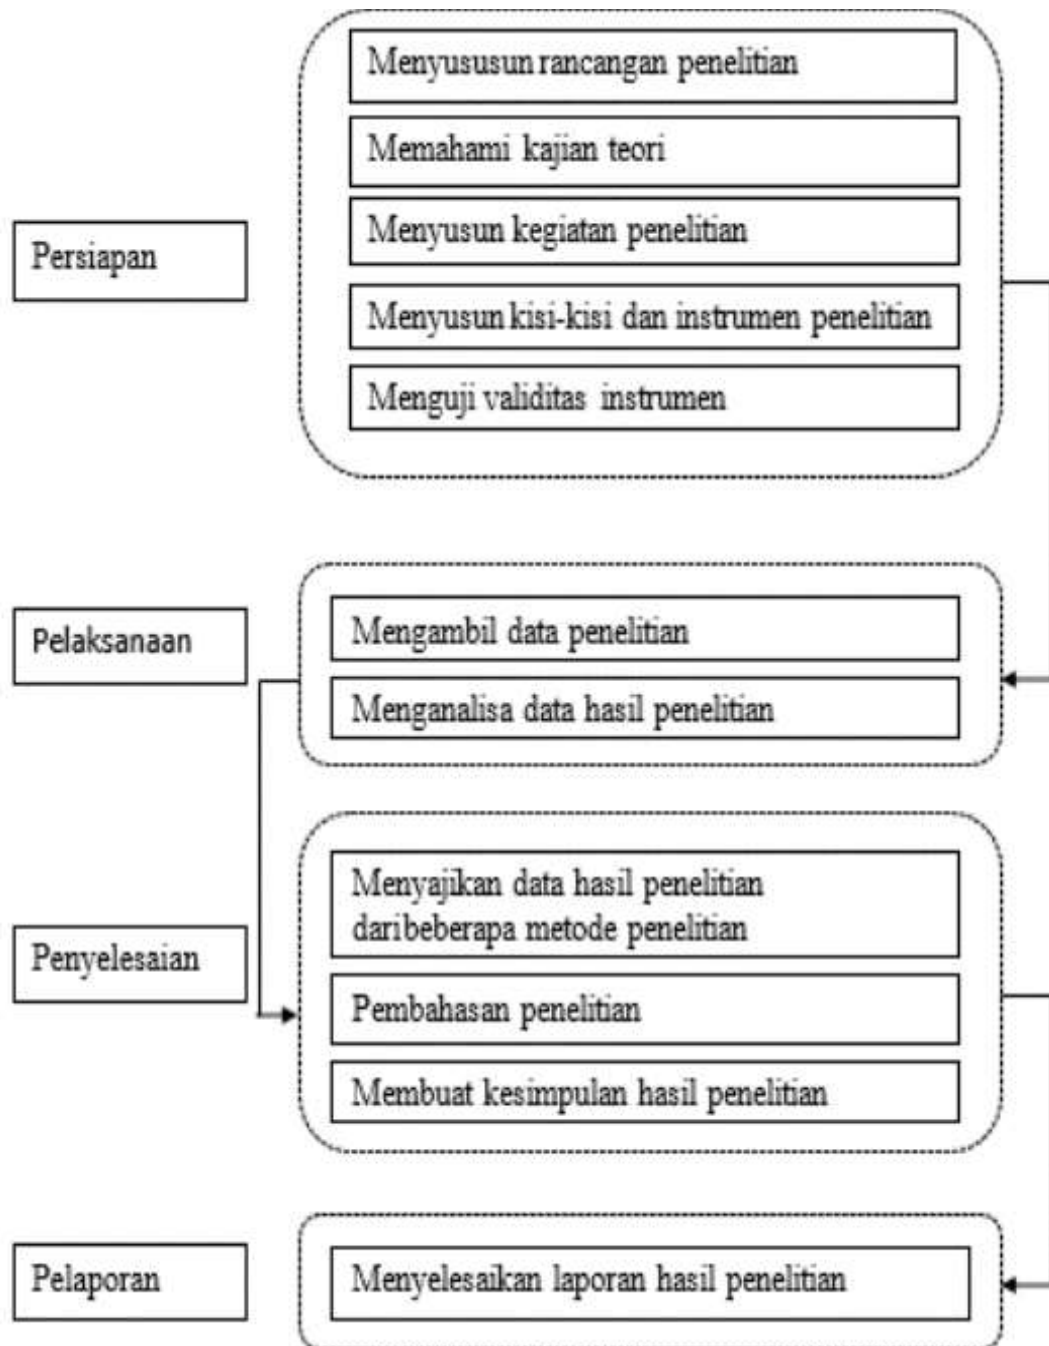 Persiapan
Menyususun rancangan penelitian
Memahami kajian teori
Menyusun kegiatan penelitian
Menyusun kisi-kisi dan instrumen penelitian
Menguji validitas instrumen
Pelaksanaan
Mengambil data penelitian
Menganalisa data hasil penelitian
Penyelesaian
Menyajikan data hasil penelitian
daribeberapa metode penelitian
Pembahasan penelitian
Membuat kesimpulan hasil penelitian
Pelaporan
Menyelesaikan laporan hasil penelitian